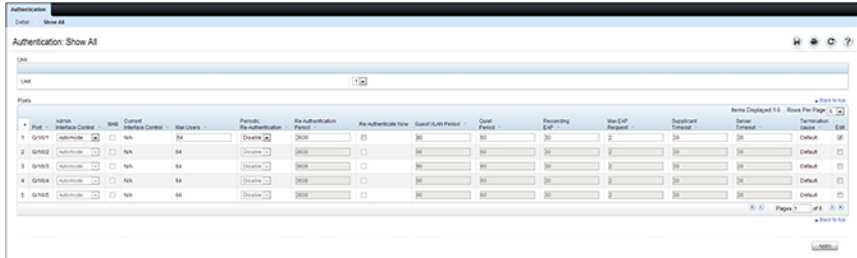 Authentication
Detail Show All
Authentication: Show All
Unit
Unit 1
Ports
Back to top
Items Displayed 1-5 Rows Per Page 5
Port Admin Interface Control MAB Current Interface Control Max Users Periodic Re-Authentication Re-Authentication Period Re-Authenticate Now Guest VLAN Period Quiet Period Resending EAP Max EAP Request Supplicant Timeout Server Timeout Termination cause Edit
1 Gi1/0/1 Automode N/A 64 Disable 3600 90 60 30 2 30 30 Default
2 Gi1/0/2 Automode N/A 64 Disable 3600 90 60 30 2 30 30 Default
3 Gi1/0/3 Automode N/A 64 Disable 3600 90 60 30 2 30 30 Default
4 Gi1/0/4 Automode N/A 64 Disable 3600 90 60 30 2 30 30 Default
5 Gi1/0/5 Automode N/A 64 Disable 3600 90 60 30 2 30 30 Default
Pages 1 of 6
Back to top
Apply